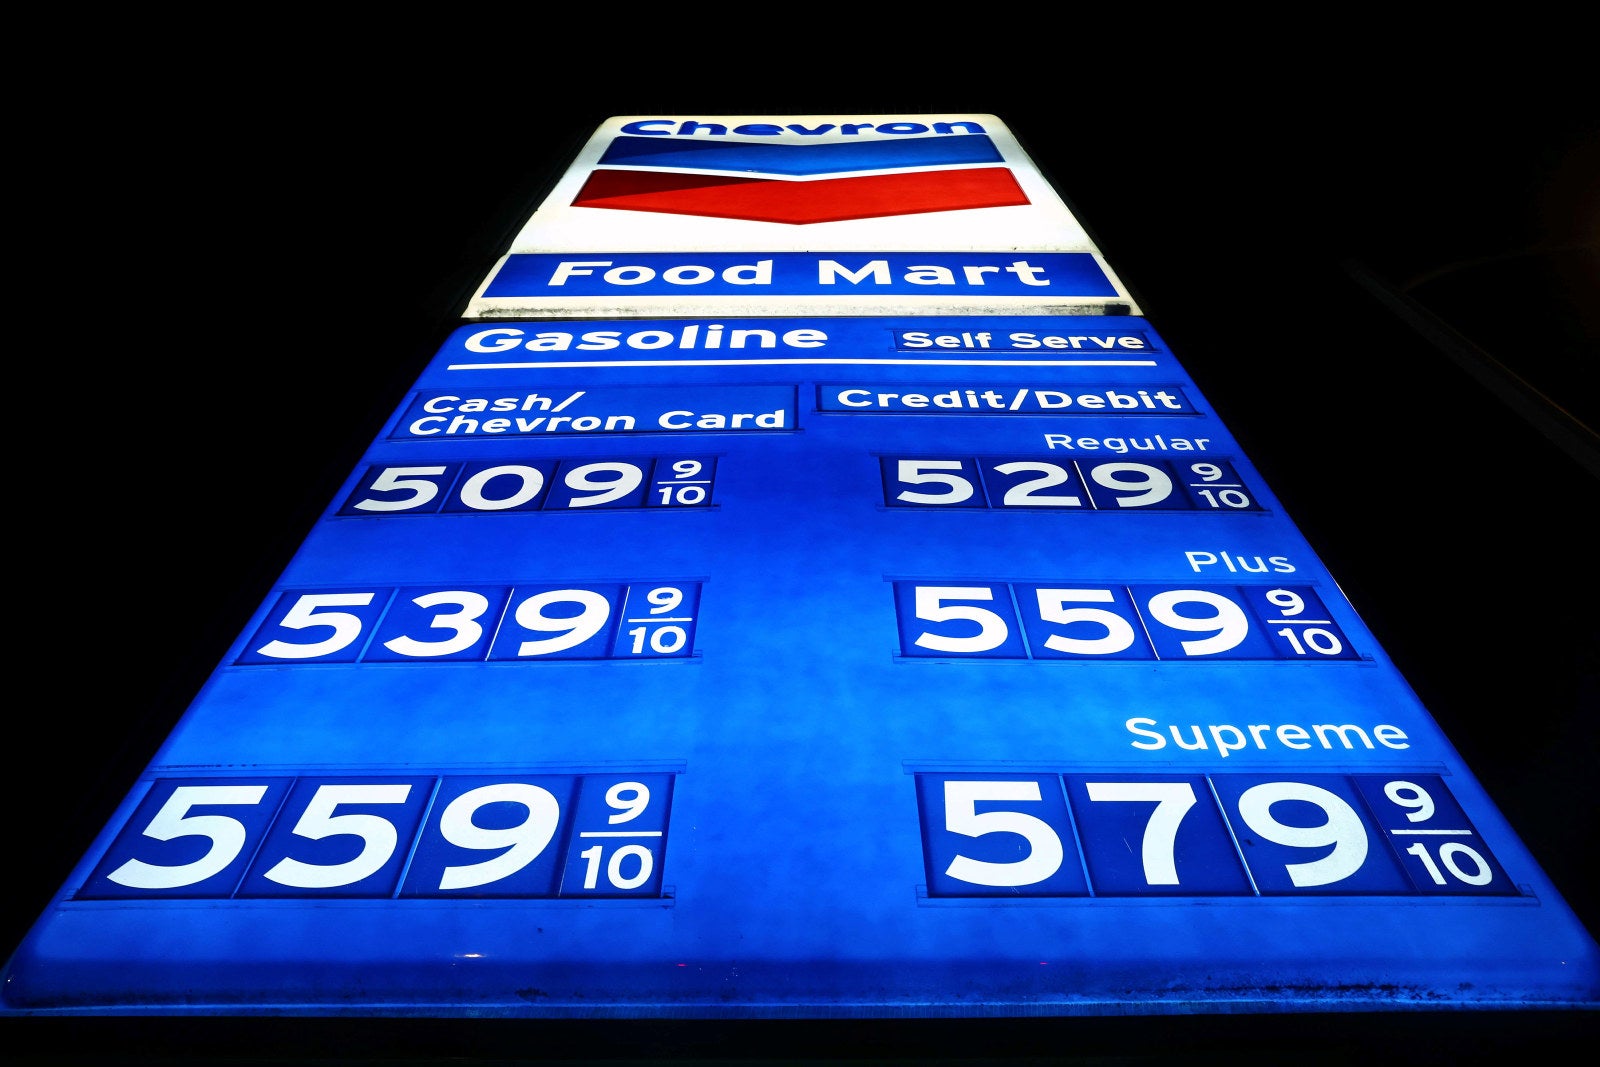 Chevron
Food Mart
Gasoline Self Serve
Cash/
Chevron Card Credit/Debit
Regular
509 9/10 529 9/10
Plus
539 9/10 559 9/10
Supreme
559 9/10 579 9/10